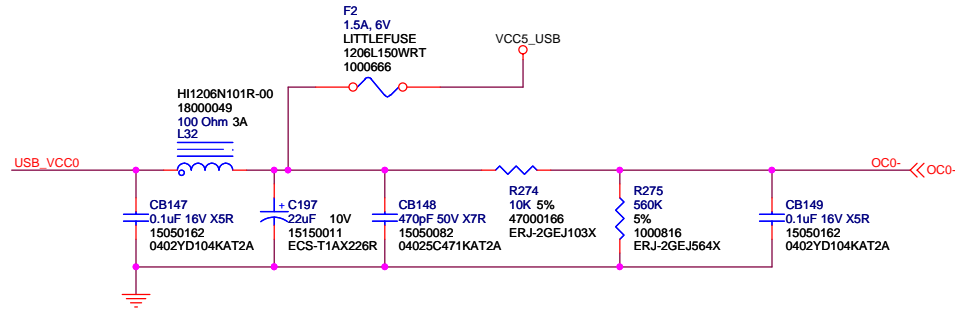 F2
1.5A, 6V
LITTLEFUSE
1206L150WRT
1000666
VCC5_USB
HI1206N101R-00
18000049
100 Ohm 3A
L32
USB_VCC0
OC0-
OC0-
CB147
0.1uF 16V X5R
15050162
0402YD104KAT2A
+ C197
22uF 10V
15150011
ECS-T1AX226R
CB148
470pF 50V X7R
15050082
04025C471KAT2A
R274
10K 5%
47000166
ERJ-2GEJ103X
R275
560K
5%
1000816
ERJ-2GEJ564X
CB149
0.1uF 16V X5R
15050162
0402YD104KAT2A